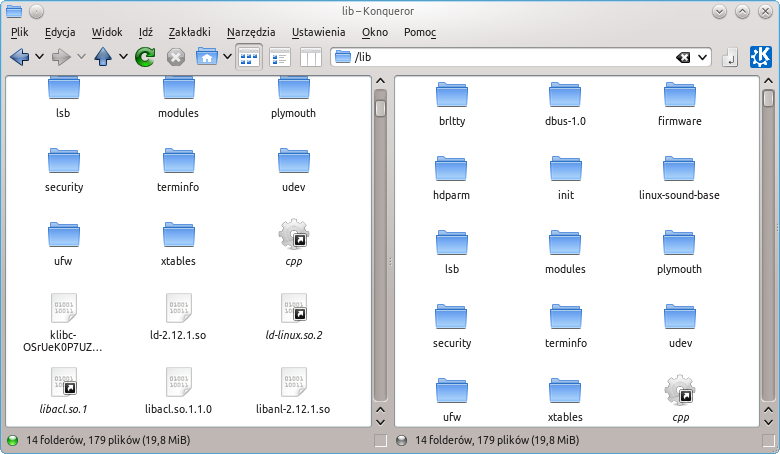 lib – Konqueror
Plik Edycja Widok Idź Zakładki Narzędzia Ustawienia Okno Pomoc
/lib
lsb modules plymouth
security terminfo udev
ufw xtables cpp
klibc-
OSrUeK0P7UZ... ld-2.12.1.so ld-linux.so.2
libacl.so.1 libacl.so.1.1.0 libanl-2.12.1.so
14 folderów, 179 plików (19,8 MiB)
brltty dbus-1.0 firmware
hdparm init linux-sound-base
lsb modules plymouth
security terminfo udev
ufw xtables cpp
14 folderów, 179 plików (19,8 MiB)